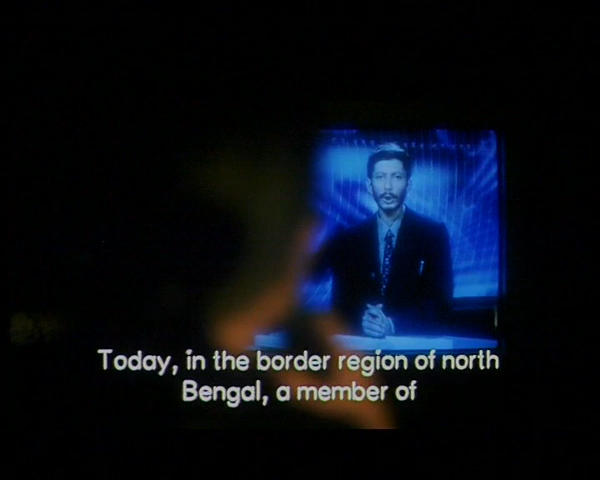 Today, in the border region of north
Bengal, a member of